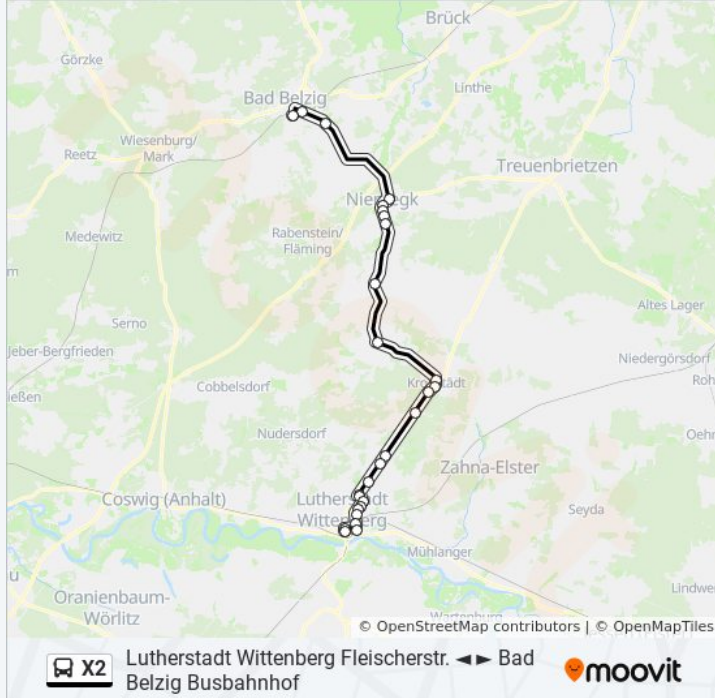 Brück
Görzke
Linthe
Bad Belzig
Wiesenburg/
Mark
Reetz
Treuenbrietzen
Niemegk
Rabenstein/
Fläming
Medewitz
Altes Lager
Serno
Jeber-Bergfrieden
Niedergörsdorf
Kropstädt
Cobbelsdorf
Nudersdorf
Zahna-Elster
Coswig (Anhalt)
Lutherstadt
Wittenberg
Seyda
Mühlanger
Oranienbaum-
Wörlitz
© OpenStreetMap contributors | © OpenMapTiles
X2
Lutherstadt Wittenberg Fleischerstr. ◄► Bad
Belzig Busbahnhof
moovit